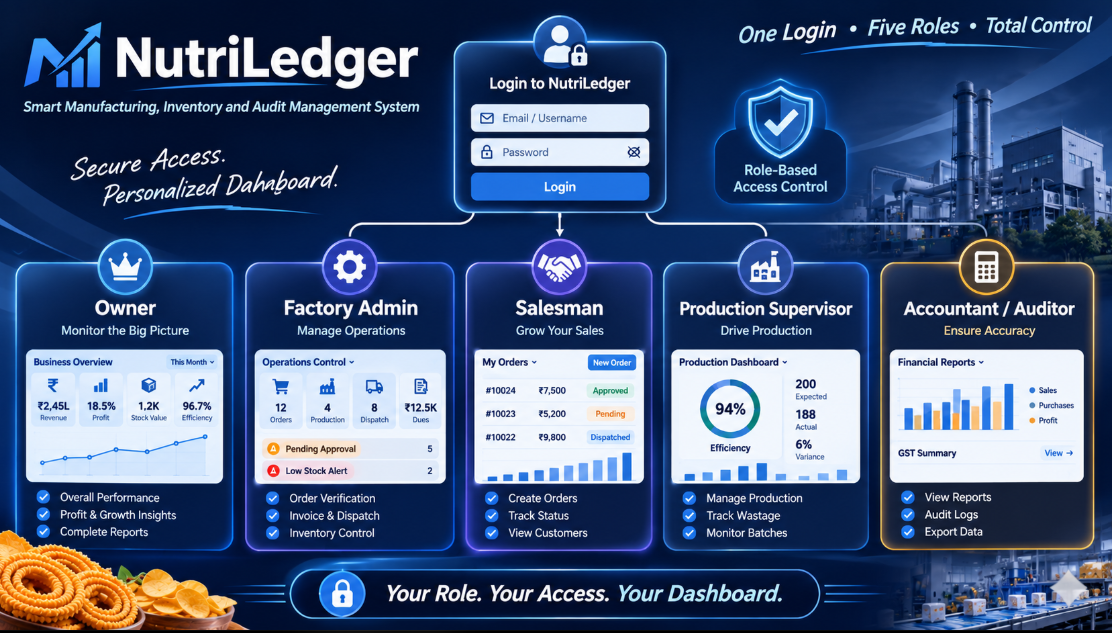 NutriLedger
Smart Manufacturing, Inventory and Audit Management System
Secure Access.
Personalized Dahnboard.
One Login • Five Roles • Total Control
Login to NutriLedger
Email / Username
Password
Login
Role-Based
Access Control
Owner
Monitor the Big Picture
Business Overview
This Month
₹2,45L
Revenue
18.5%
Profit
1,2K
Stock Value
96.7%
Efficiency
Overall Performance
Profit & Growth Insights
Complete Reports
Factory Admin
Manage Operations
Operations Control
12
Orders
4
Production
8
Dispatch
₹12.5K
Dues
Pending Approval 5
Low Stock Alert 2
Order Verification
Invoice & Dispatch
Inventory Control
Salesman
Grow Your Sales
My Orders
New Order
#10024 ₹7,500 Approved
#10023 ₹5,200 Pending
#10022 ₹9,800 Dispatched
Create Orders
Track Status
View Customers
Production Supervisor
Drive Production
Production Dashboard
94%
Efficiency
200
Expected
188
Actual
6%
Variance
Manage Production
Track Wastage
Monitor Batches
Accountant / Auditor
Ensure Accuracy
Financial Reports
Sales
Purchases
Profit
GST Summary
View →
View Reports
Audit Logs
Export Data
Your Role. Your Access. Your Dashboard.